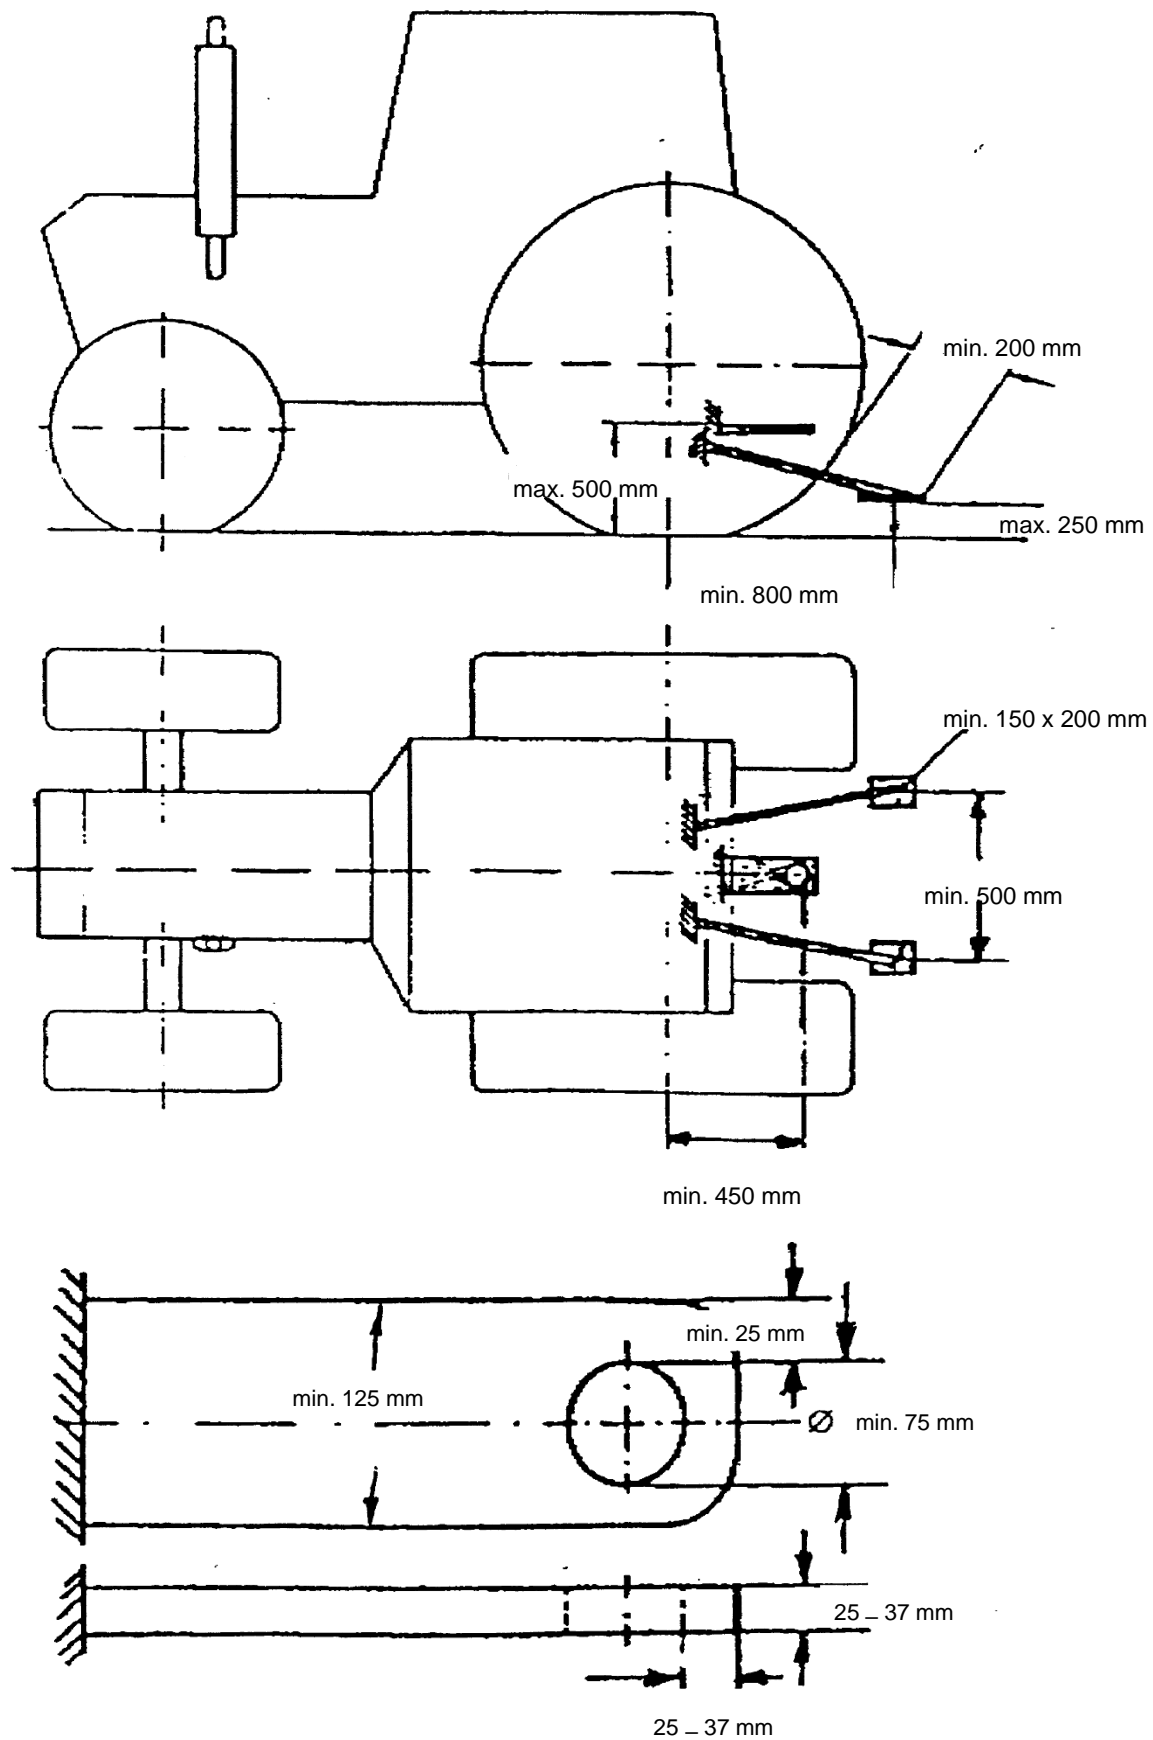 min. 200 mm
max. 500 mm
max. 250 mm
min. 800 mm
min. 150 x 200 mm
min. 500 mm
min. 450 mm
min. 25 mm
min. 125 mm
Ø min. 75 mm
25 – 37 mm
25 – 37 mm